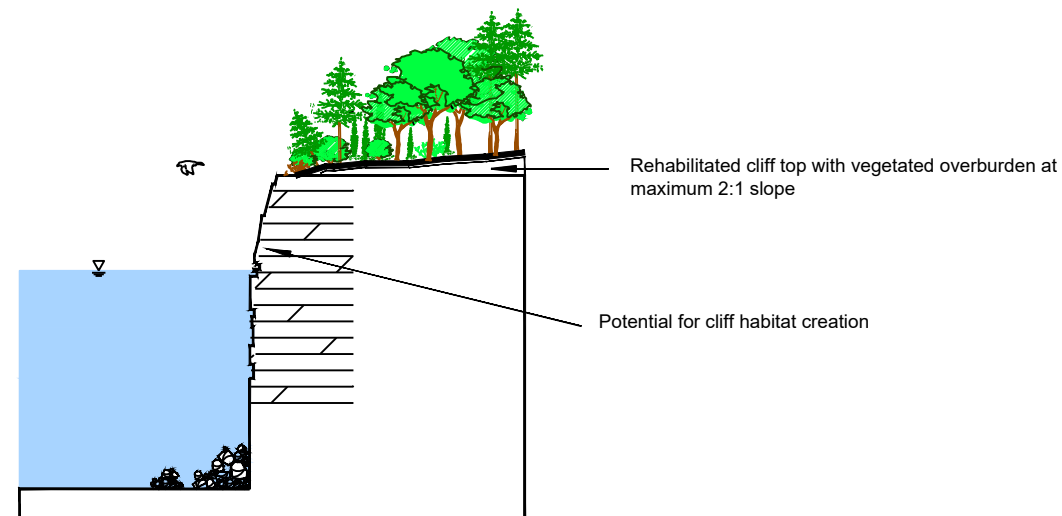 Rehabilitated cliff top with vegetated overburden at
maximum 2:1 slope
Potential for cliff habitat creation